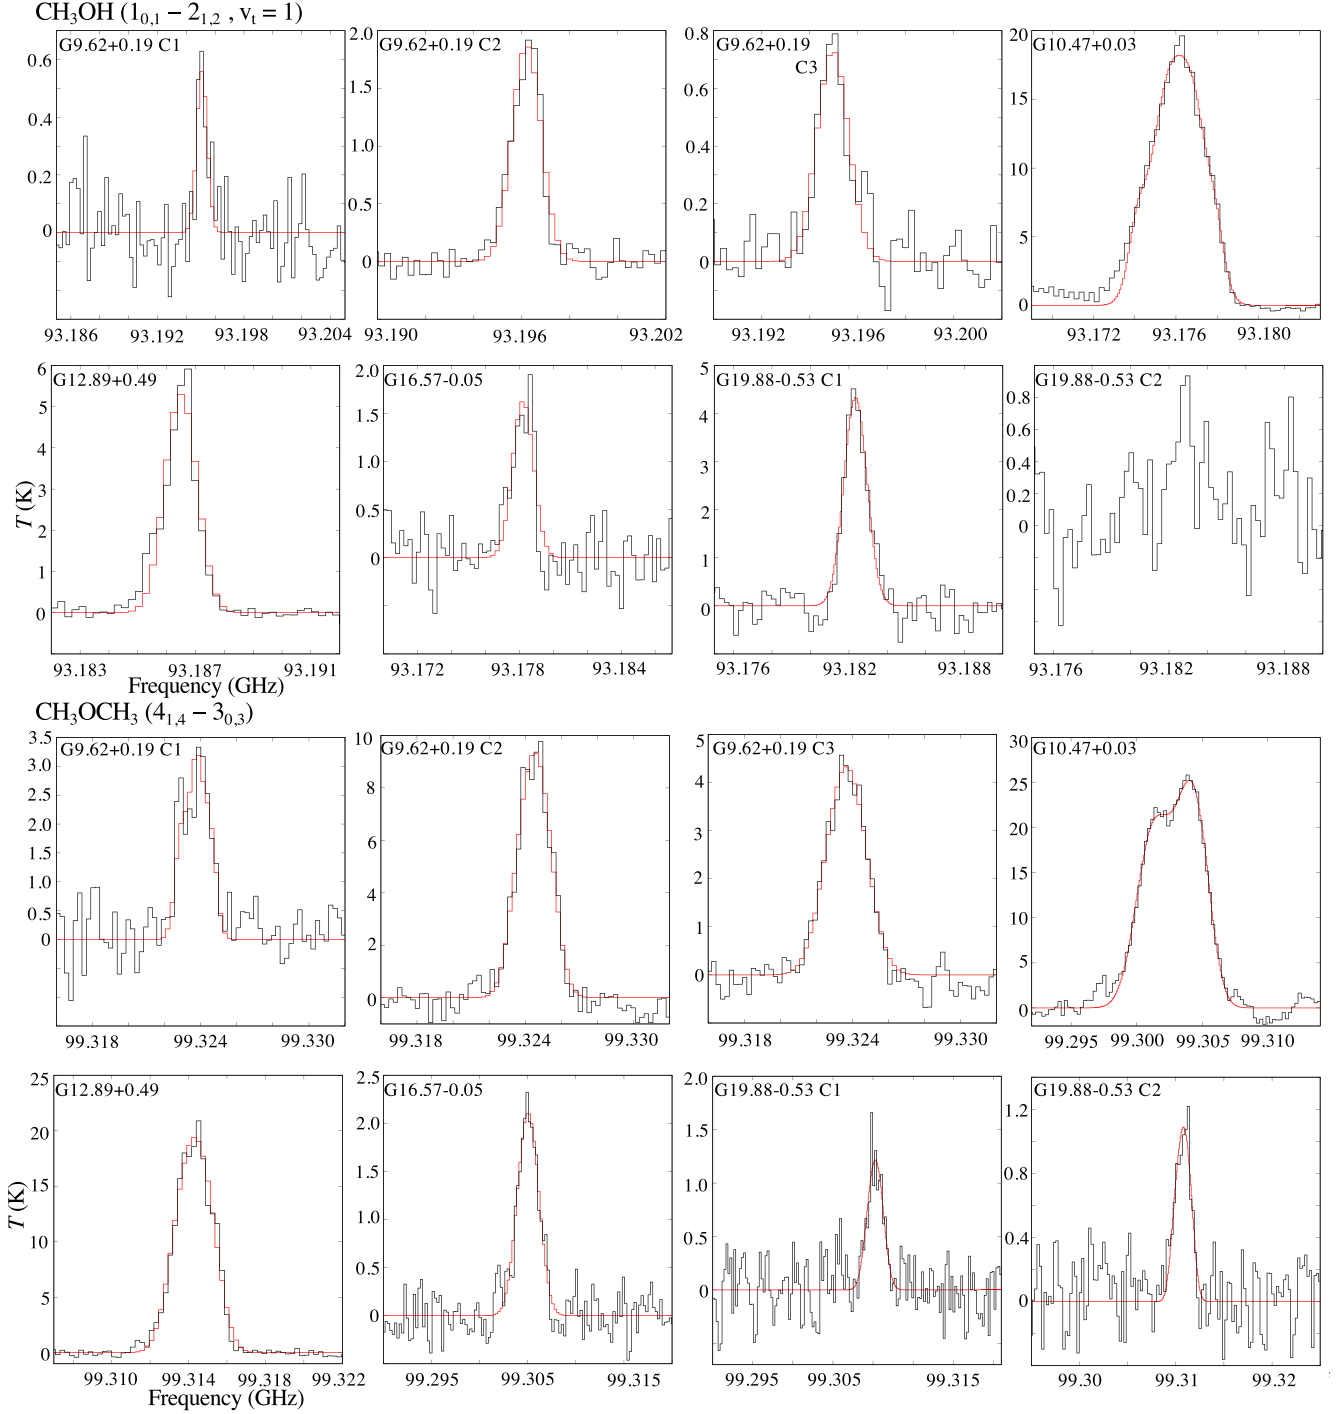 CH₃OH (1₀,₁ − 2₁,₂ , vₜ = 1)
G9.62+0.19 C1
0.6
0.4
0.2
0
93.186 93.192 93.198 93.204
G9.62+0.19 C2
2.0
1.5
1.0
0.5
0
93.190 93.196 93.202
G9.62+0.19
C3
0.8
0.6
0.4
0.2
0
93.192 93.196 93.200
G10.47+0.03
20
15
10
5
0
93.172 93.176 93.180
G12.89+0.49
6
5
4
3
2
1
0
T (K)
93.183 93.187 93.191
Frequency (GHz)
G16.57-0.05
2.0
1.5
1.0
0.5
0
93.172 93.178 93.184
G19.88-0.53 C1
5
4
3
2
1
0
93.176 93.182 93.188
G19.88-0.53 C2
0.8
0.6
0.4
0.2
0
93.176 93.182 93.188
CH₃OCH₃ (4₁,₄ − 3₀,₃)
G9.62+0.19 C1
3.5
3.0
2.5
2.0
1.5
1.0
0.5
0
99.318 99.324 99.330
G9.62+0.19 C2
10
8
6
4
2
0
99.318 99.324 99.330
G9.62+0.19 C3
5
4
3
2
1
0
99.318 99.324 99.330
G10.47+0.03
30
25
20
15
10
5
0
99.295 99.300 99.305 99.310
G12.89+0.49
25
20
15
10
5
0
T (K)
99.310 99.314 99.318 99.322
Frequency (GHz)
G16.57-0.05
2.5
2.0
1.5
1.0
0.5
0
99.295 99.305 99.315
G19.88-0.53 C1
2.0
1.5
1.0
0.5
0
99.295 99.305 99.315
G19.88-0.53 C2
1.2
0.8
0.4
0
99.30 99.31 99.32